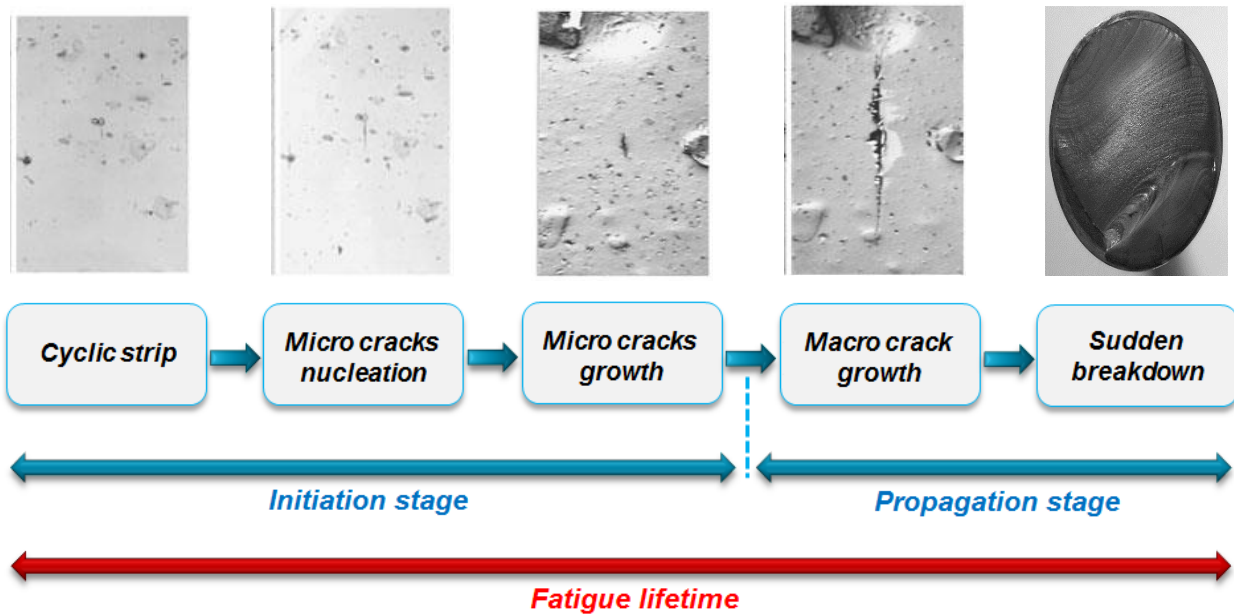 Cyclic strip
Micro cracks
nucleation
Micro cracks
growth
Macro crack
growth
Sudden
breakdown
Initiation stage
Propagation stage
Fatigue lifetime